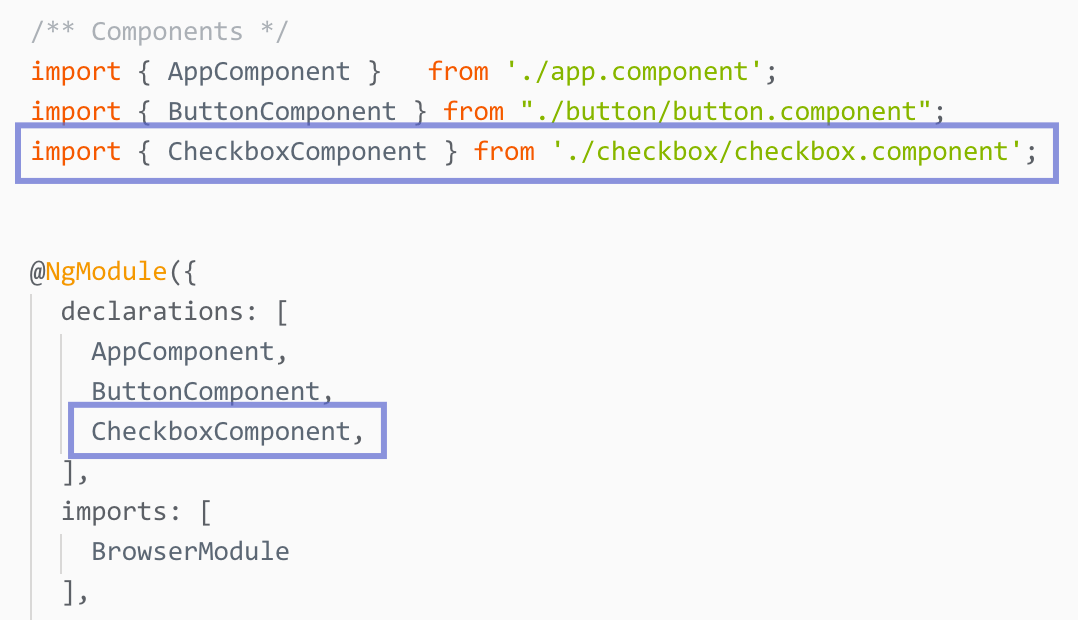 /** Components */
import { AppComponent }   from './app.component';
import { ButtonComponent } from "./button/button.component";
import { CheckboxComponent } from './checkbox/checkbox.component';
@NgModule({
  declarations: [
    AppComponent,
    ButtonComponent,
    CheckboxComponent,
  ],
  imports: [
    BrowserModule
  ],